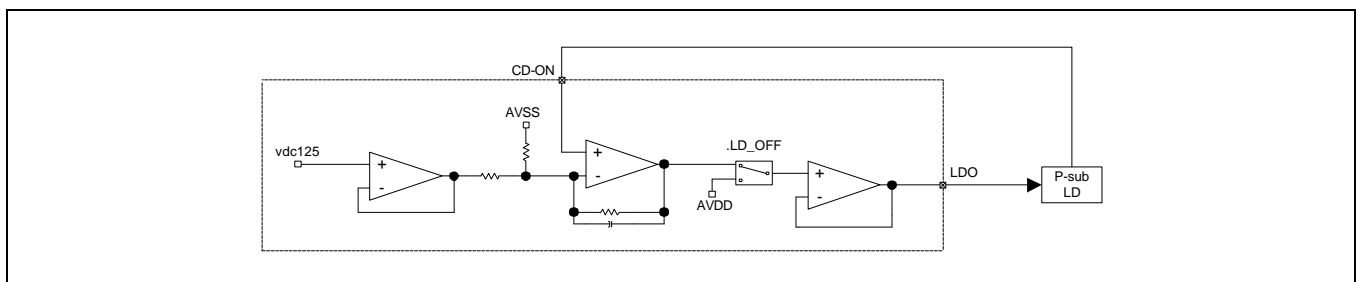 CD-ON
AVSS
vdc125
+
-
+
-
.LD_OFF
AVDD
+
-
LDO
P-sub
LD